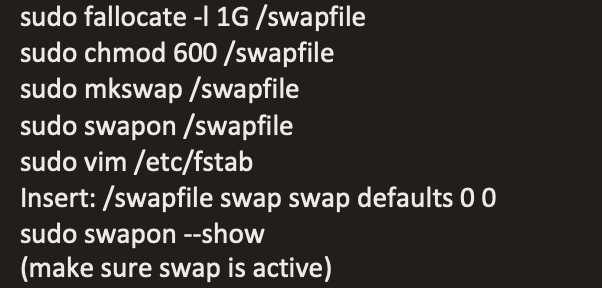 sudo fallocate -l 1G /swapfile
sudo chmod 600 /swapfile
sudo mkswap /swapfile
sudo swapon /swapfile
sudo vim /etc/fstab
Insert: /swapfile swap swap defaults 0 0
sudo swapon --show
(make sure swap is active)